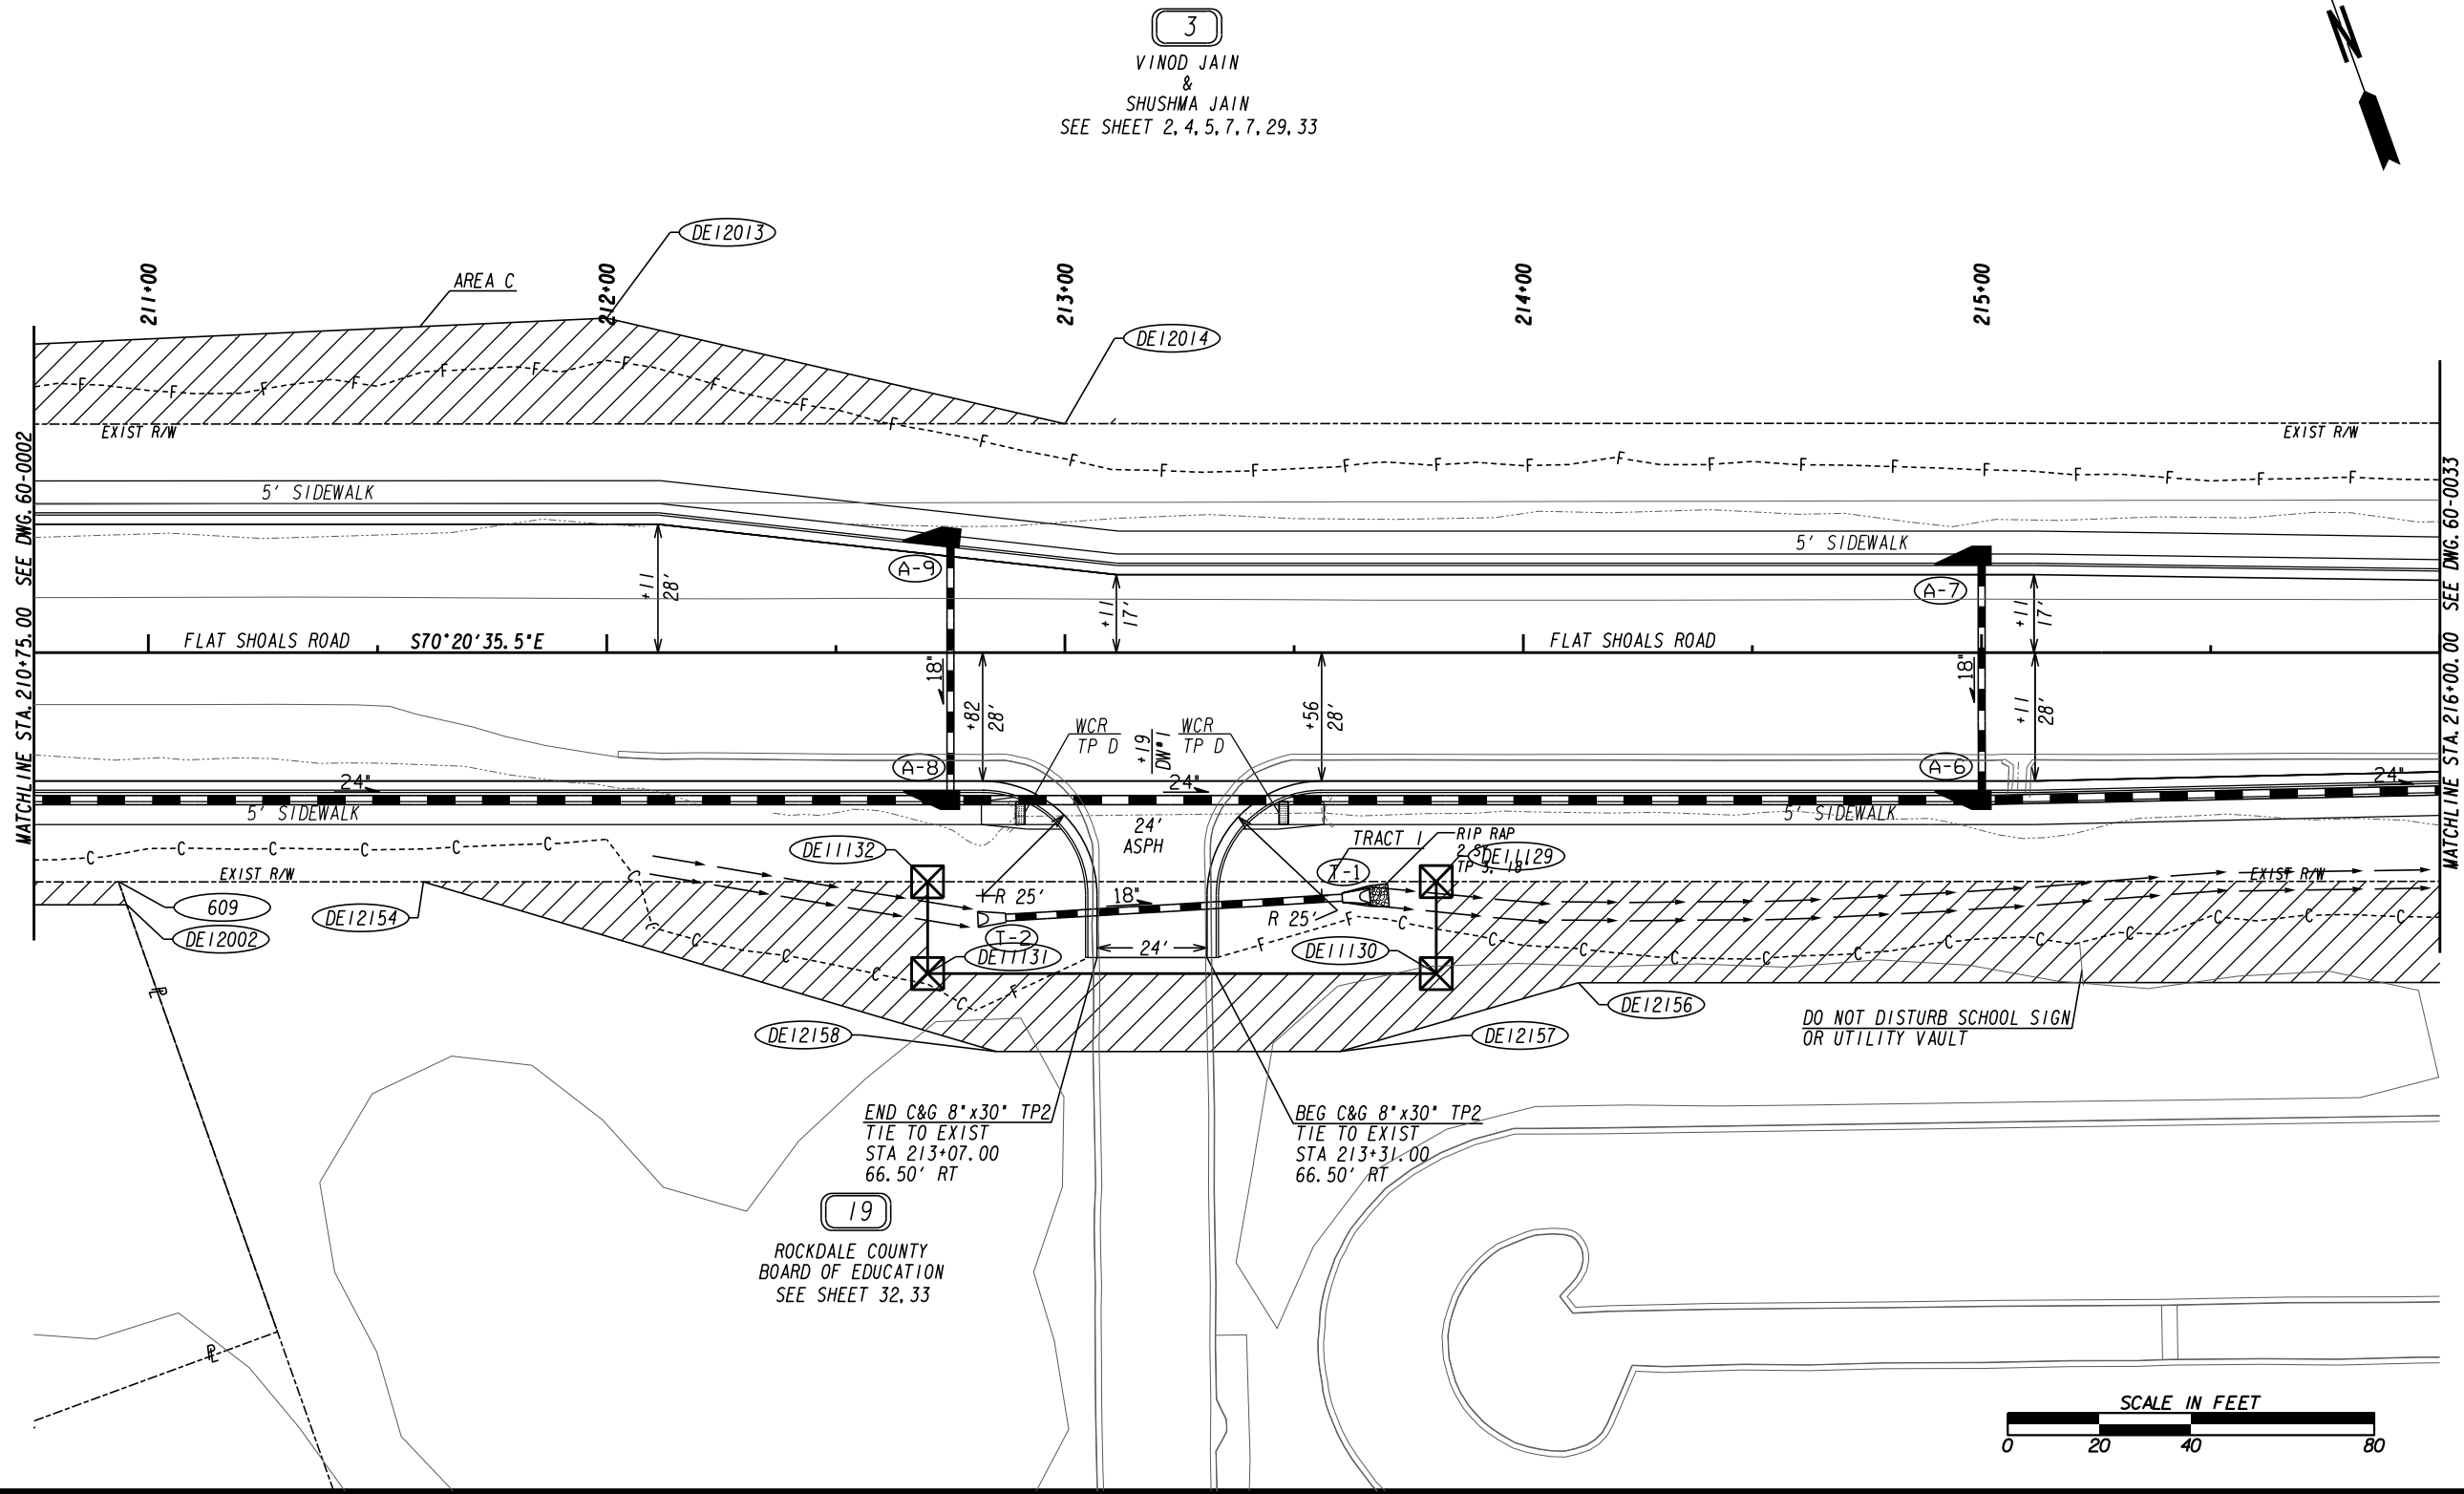 3
VINOD JAIN
&
SHUSHMA JAIN
SEE SHEET 2, 4, 5, 7, 7, 29, 33
N
DE12013
AREA C
211+00
212+00
213+00
214+00
215+00
DE12014
EXIST R/W
EXIST R/W
5' SIDEWALK
5' SIDEWALK
MATCHLINE STA. 210+75.00 SEE DWG. 60-0002
MATCHLINE STA. 216+00.00 SEE DWG. 60-0033
A-9
A-7
+11
28'
+11
17'
+11
17'
FLAT SHOALS ROAD
S70°20'35.5"E
FLAT SHOALS ROAD
18"
18"
+82
28'
+56
28'
+11
28'
WCR
TP D
+19
DW#1
WCR
TP D
A-8
A-6
24"
24"
24"
5' SIDEWALK
5' SIDEWALK
24'
ASPH
TRACT 1
RIP RAP
2 SY
TP 3, 18"
DE11132
DE11129
T-1
EXIST R/W
EXIST R/W
609
DE12154
DE12002
R 25'
18"
R 25'
T-2
24'
DE11131
DE11130
DE12156
DE12158
DE12157
DO NOT DISTURB SCHOOL SIGN
OR UTILITY VAULT
END C&G 8"x30" TP2
TIE TO EXIST
STA 213+07.00
66.50' RT
BEG C&G 8"x30" TP2
TIE TO EXIST
STA 213+31.00
66.50' RT
19
ROCKDALE COUNTY
BOARD OF EDUCATION
SEE SHEET 32, 33
SCALE IN FEET
0 20 40 80